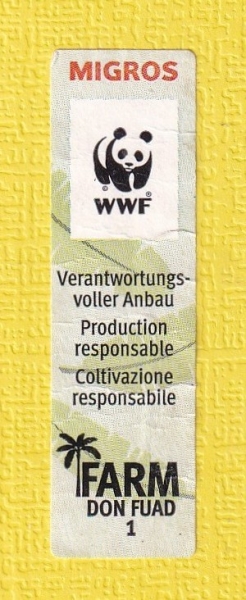 MIGROS
WWF
Verantwortungs-
voller Anbau
Production
responsable
Coltivazione
responsabile
FARM
DON FUAD
1